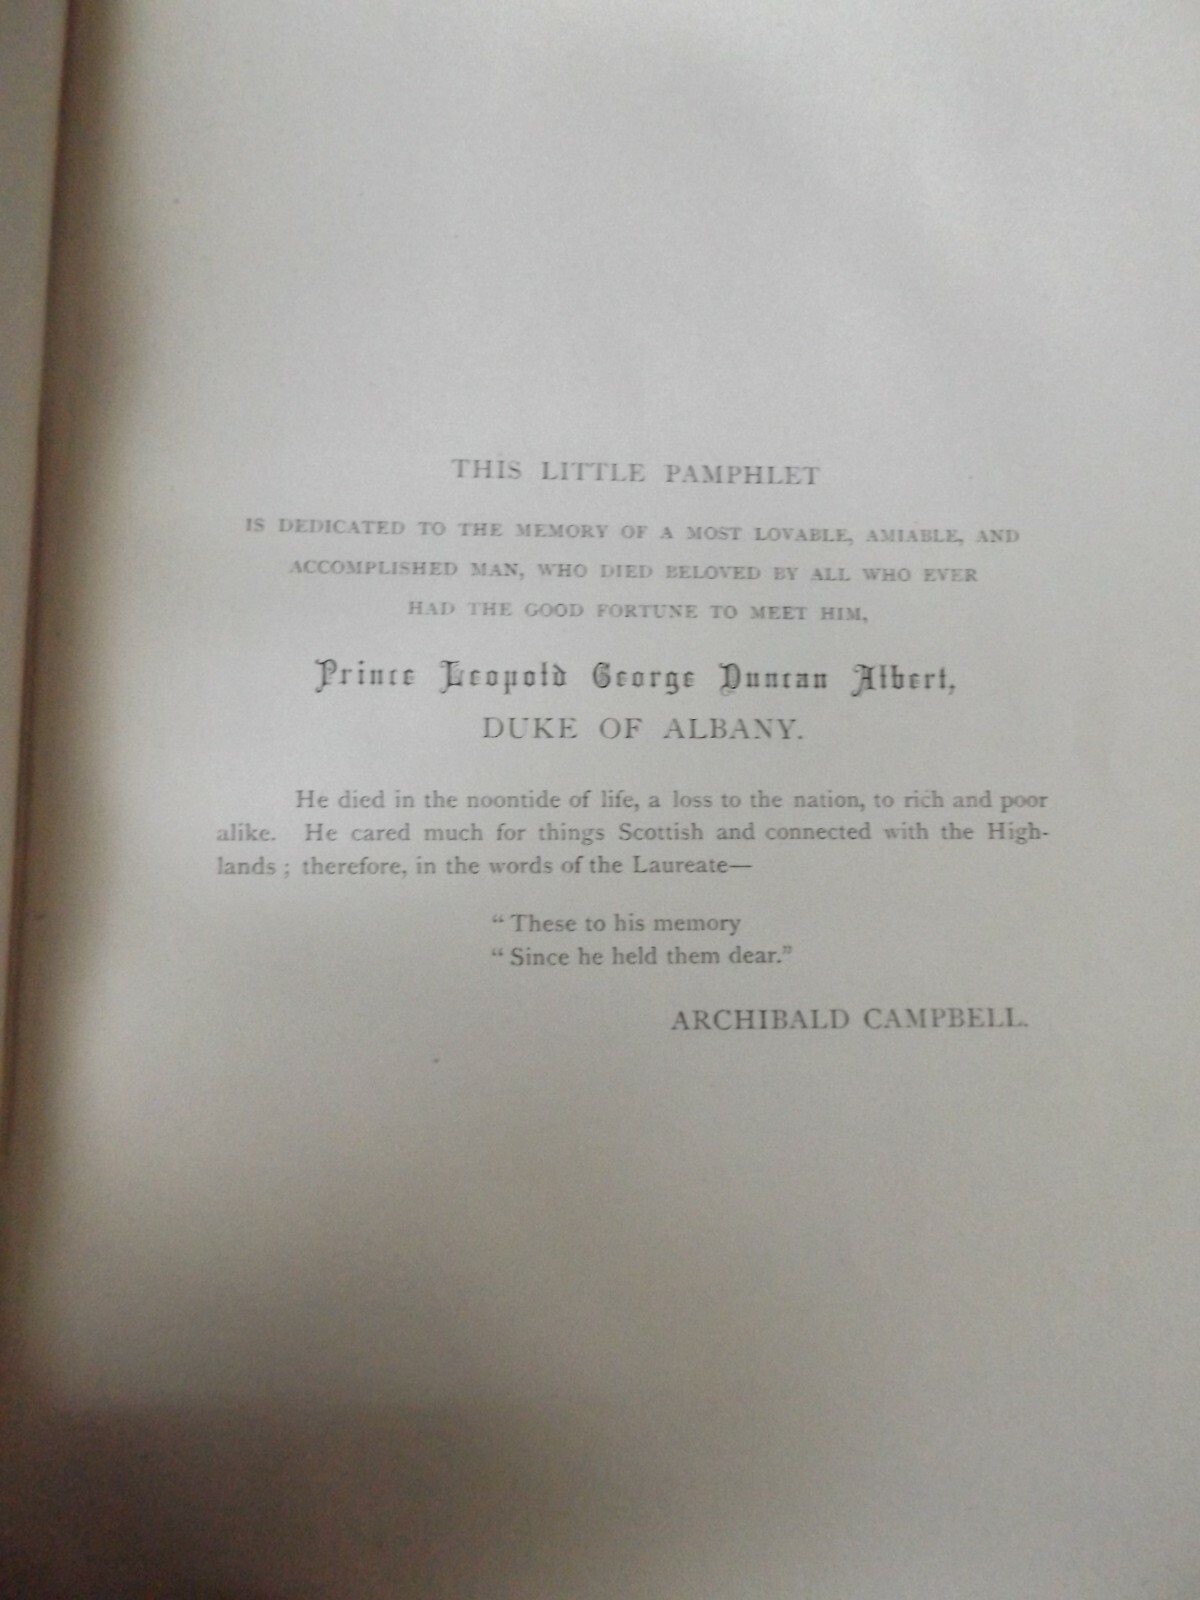 THIS LITTLE PAMPHLET
IS DEDICATED TO THE MEMORY OF A MOST LOVABLE, AMIABLE, AND
ACCOMPLISHED MAN, WHO DIED BELOVED BY ALL WHO EVER
HAD THE GOOD FORTUNE TO MEET HIM,
Prince Leopold George Duncan Albert,
DUKE OF ALBANY.
He died in the noontide of life, a loss to the nation, to rich and poor
alike. He cared much for things Scottish and connected with the High-
lands ; therefore, in the words of the Laureate—
“ These to his memory
“ Since he held them dear.”
ARCHIBALD CAMPBELL.